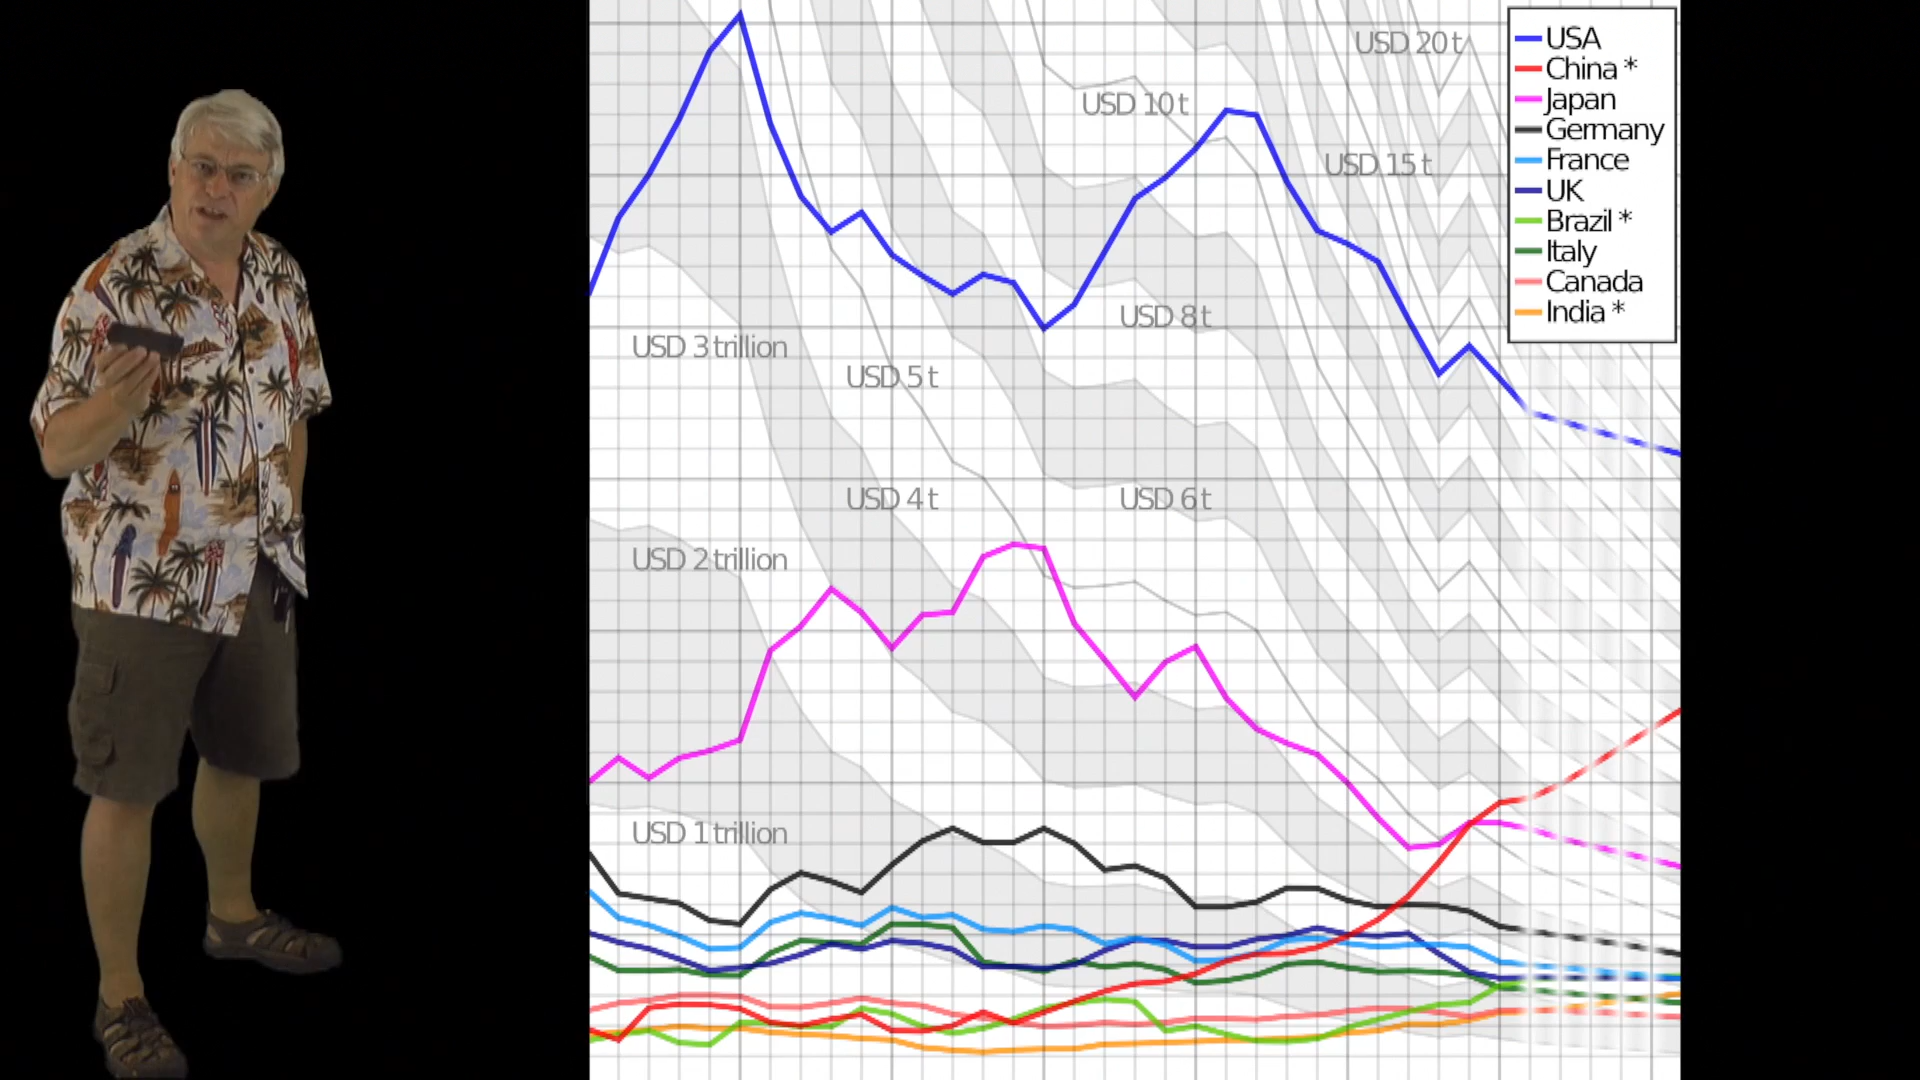 USD 20 t
USD 10 t
USD 15 t
USD 8 t
USD 3 trillion
USD 5 t
USD 4 t
USD 6 t
USD 2 trillion
USD 1 trillion
USA
China *
Japan
Germany
France
UK
Brazil *
Italy
Canada
India *